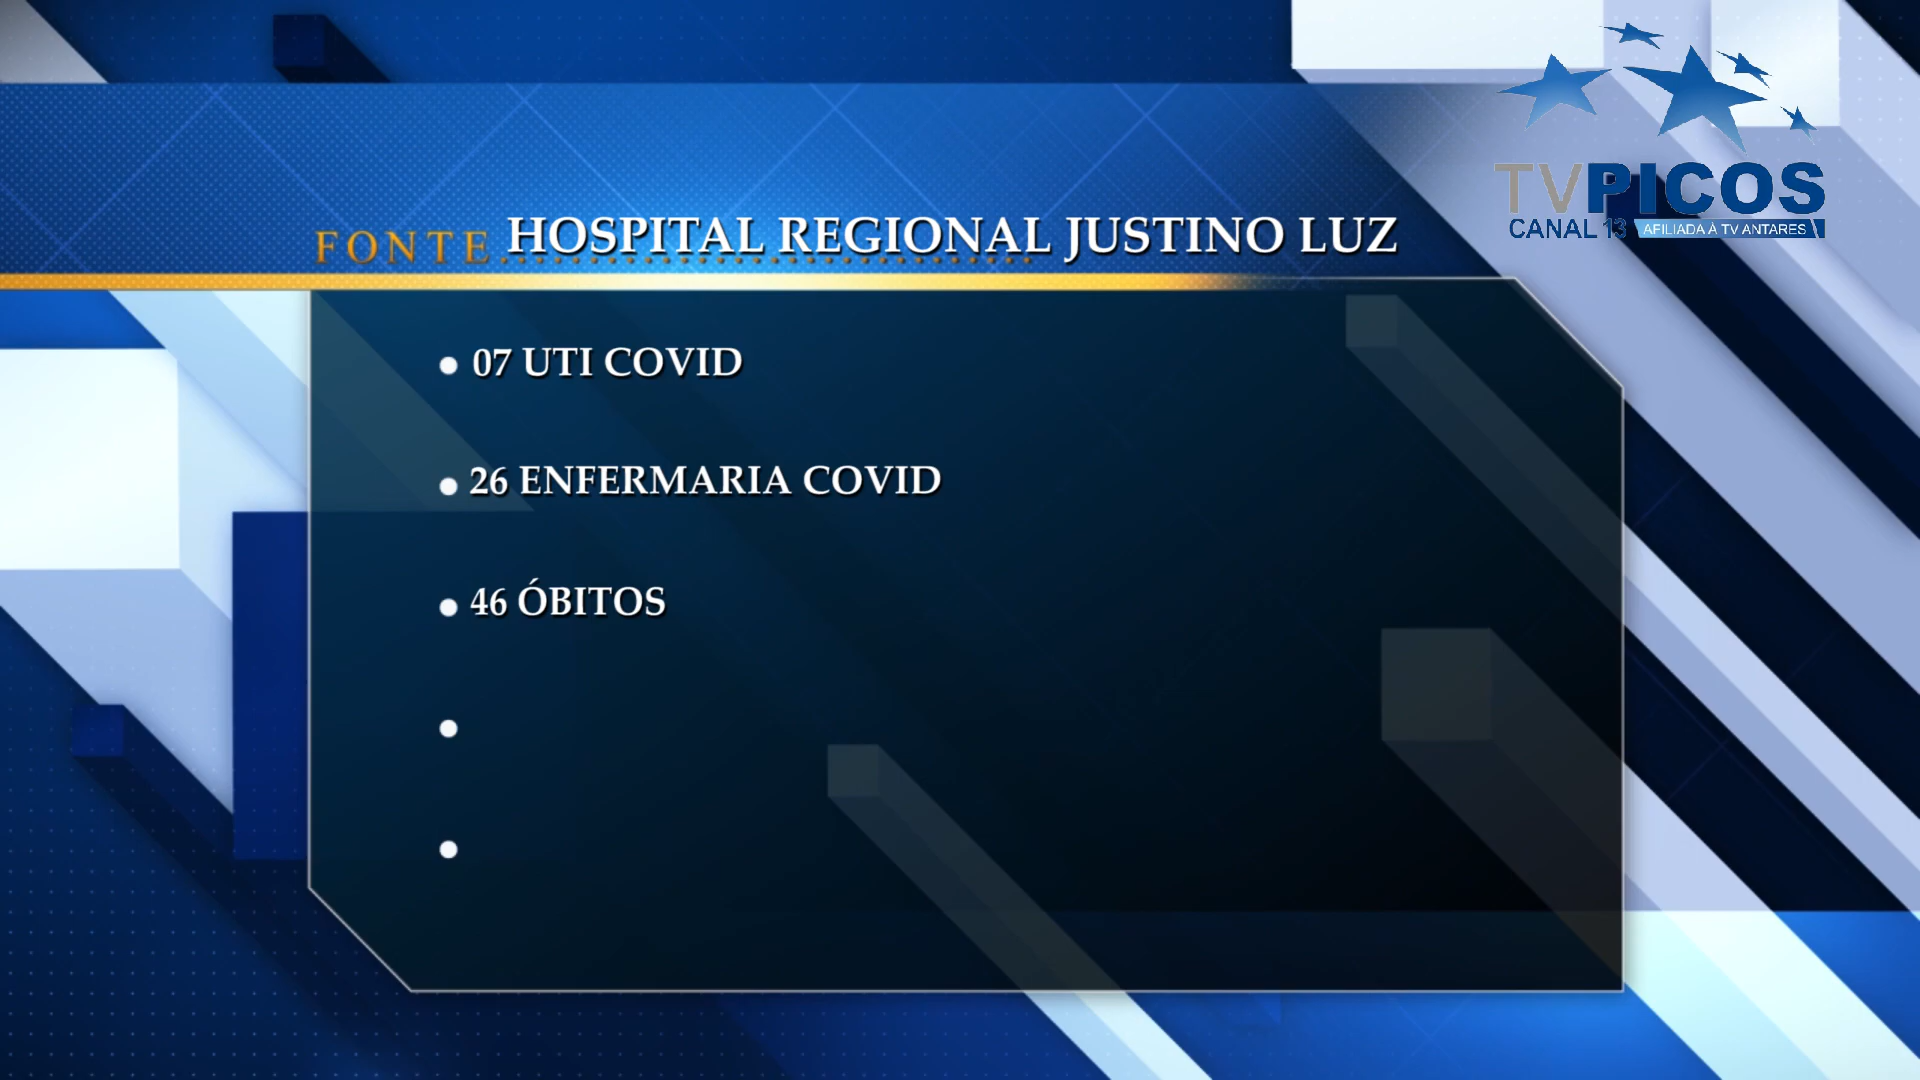 TVPICOS
CANAL 13 AFILIADA À TV ANTARES
FONTE HOSPITAL REGIONAL JUSTINO LUZ
• 07 UTI COVID
• 26 ENFERMARIA COVID
• 46 ÓBITOS